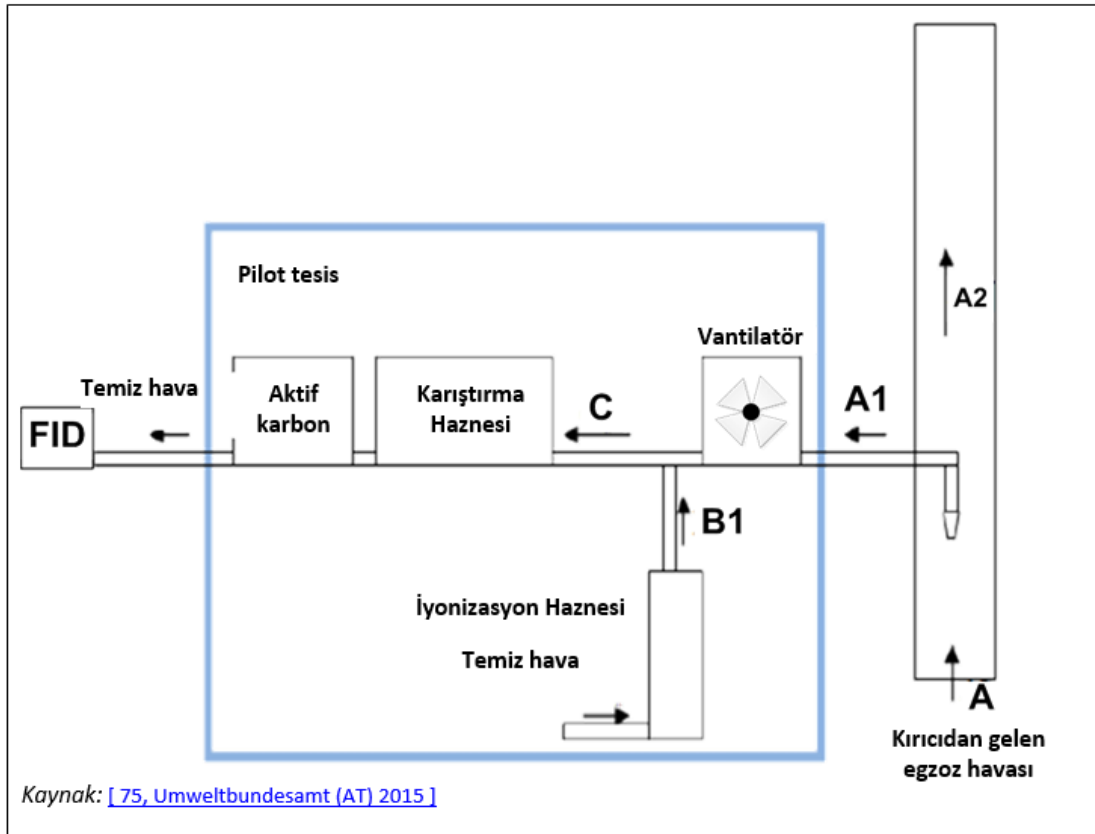 A2
Pilot tesis
Vantilatör
Temiz hava
Aktif
karbon
Karıştırma
Haznesi
C
A1
FID
B1
İyonizasyon Haznesi
Temiz hava
A
Kırıcıdan gelen
egzoz havası
Kaynak: [ 75, Umweltbundesamt (AT) 2015 ]